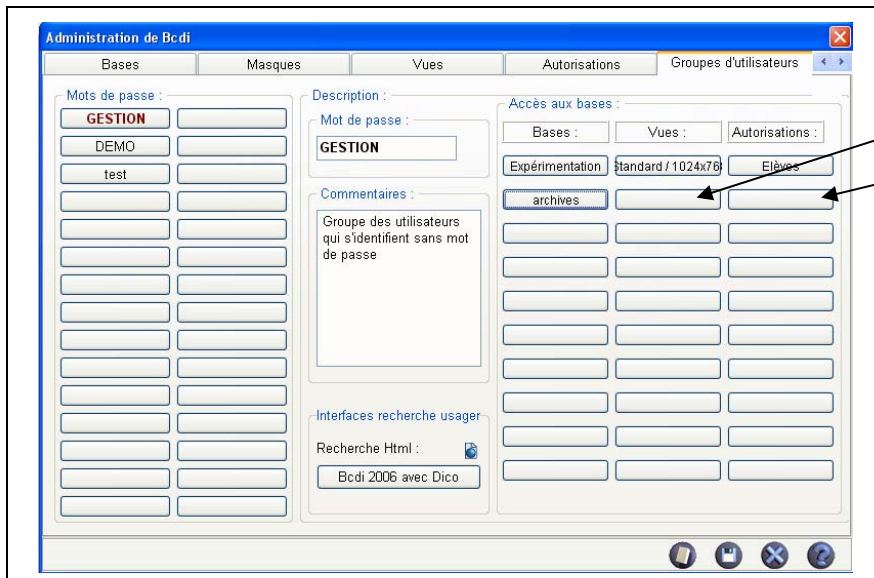 Administration de Bcdi
Bases
Masques
Vues
Autorisations
Groupes d'utilisateurs
Mots de passe :
GESTION
DEMO
test
Description :
Mot de passe :
GESTION
Commentaires :
Groupe des utilisateurs
qui s'identifient sans mot
de passe
Interfaces recherche usager
Recherche Html :
Bcdi 2006 avec Dico
Accès aux bases :
Bases :
Vues :
Autorisations :
Expérimentation
Standard / 1024x768
Elèves
archives